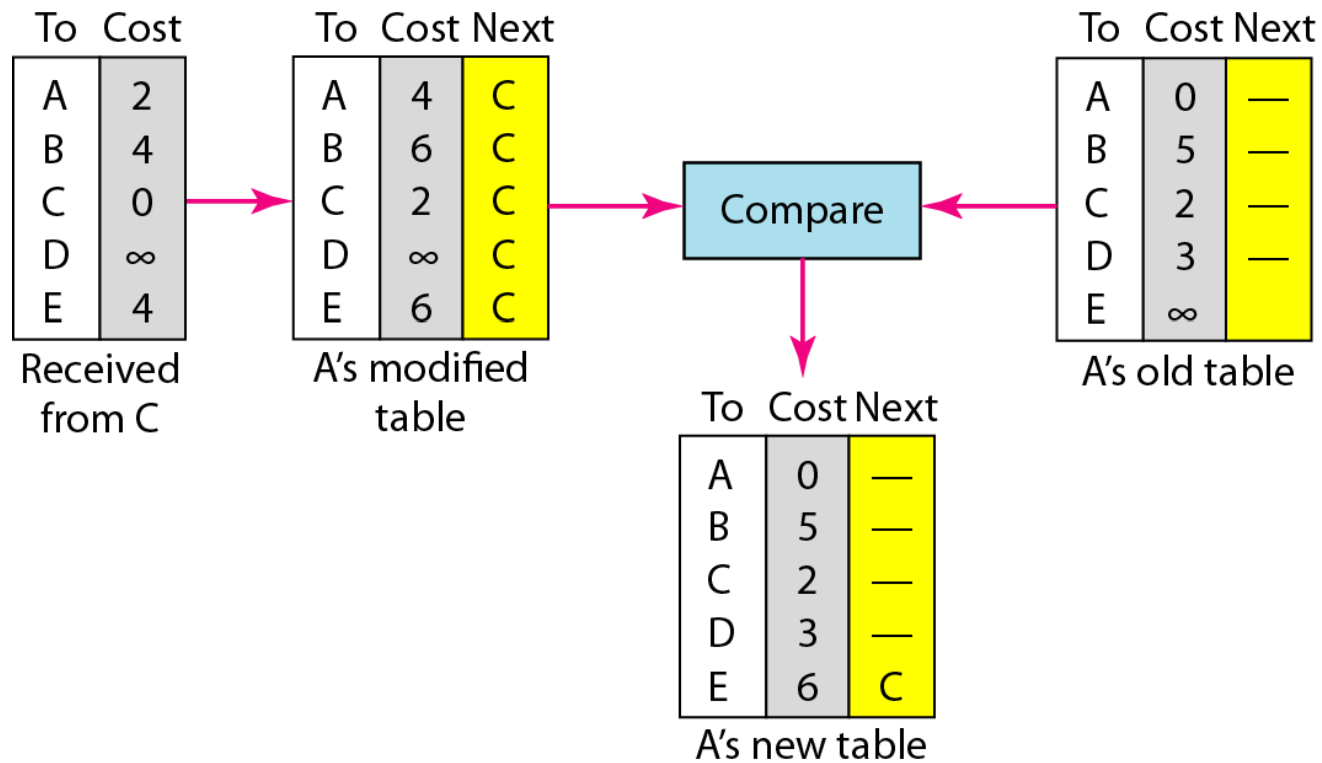 To Cost
A 2
B 4
C 0
D ∞
E 4
Received
from C
To Cost Next
A 4 C
B 6 C
C 2 C
D ∞ C
E 6 C
A's modified
table
Compare
To Cost Next
A 0 —
B 5 —
C 2 —
D 3 —
E ∞
A's old table
To Cost Next
A 0 —
B 5 —
C 2 —
D 3 —
E 6 C
A's new table